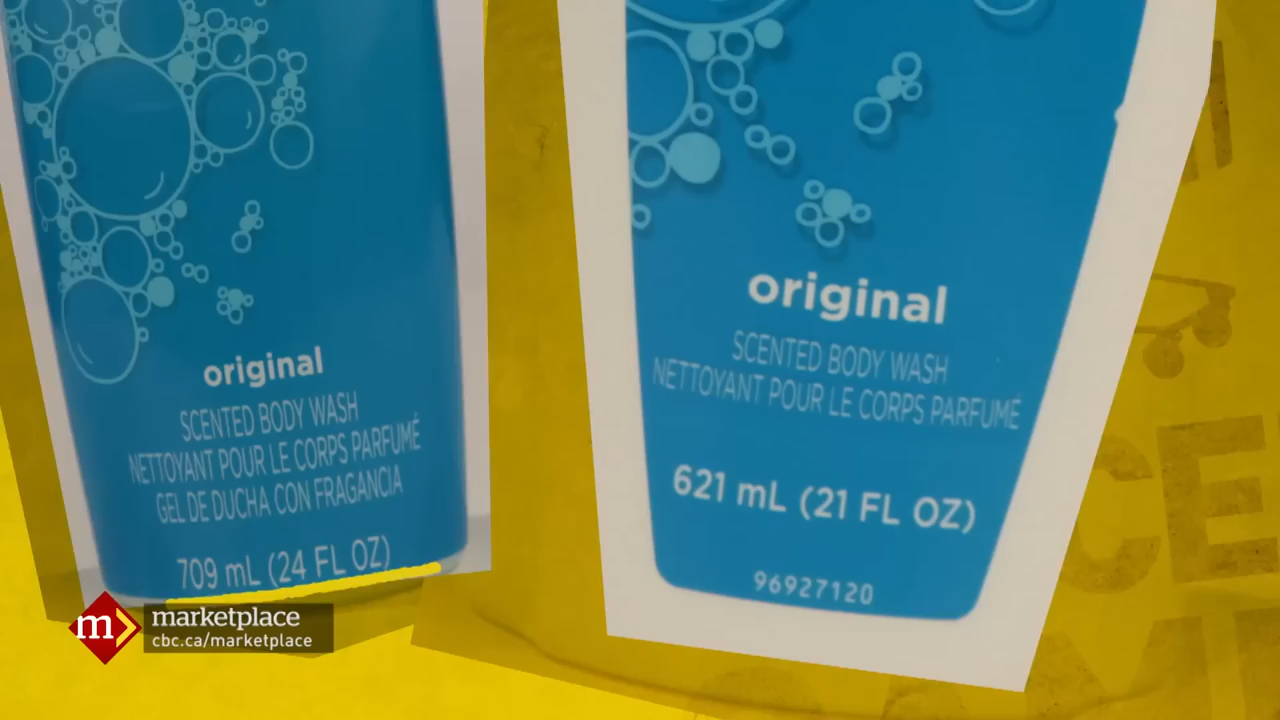 original
SCENTED BODY WASH
NETTOYANT POUR LE CORPS PARFUMÉ
GEL DE DUCHA CON FRAGANCIA
709 mL (24 FL OZ)
original
SCENTED BODY WASH
NETTOYANT POUR LE CORPS PARFUMÉ
621 mL (21 FL OZ)
96927120
m
marketplace
cbc.ca/marketplace